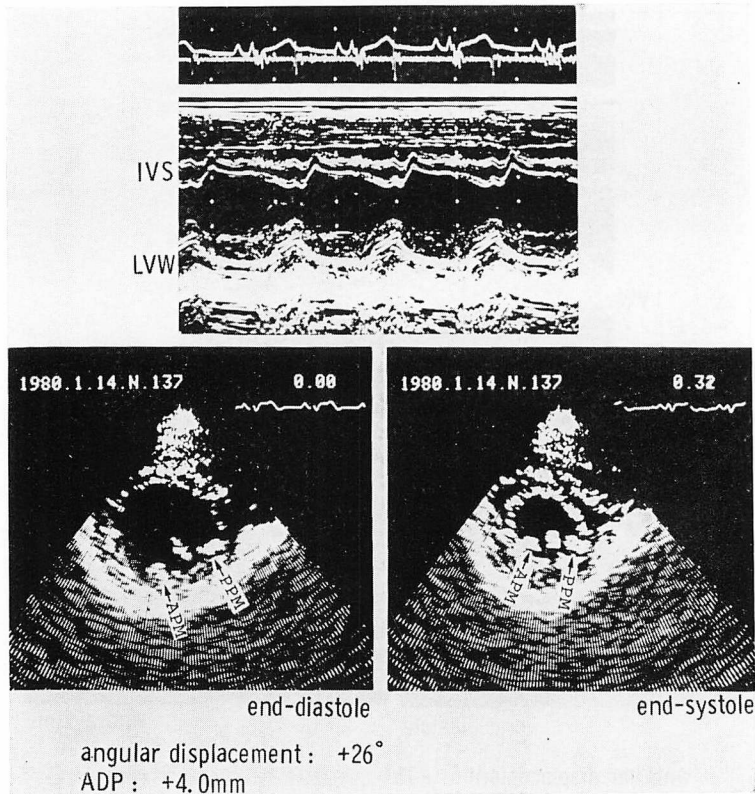 IVS
LVW
1980.1.14.N.137 0.00
1980.1.14.N.137 0.32
APM
PPM
APM
PPM
end-diastole
end-systole
angular displacement: +26°
ADP: +4.0mm